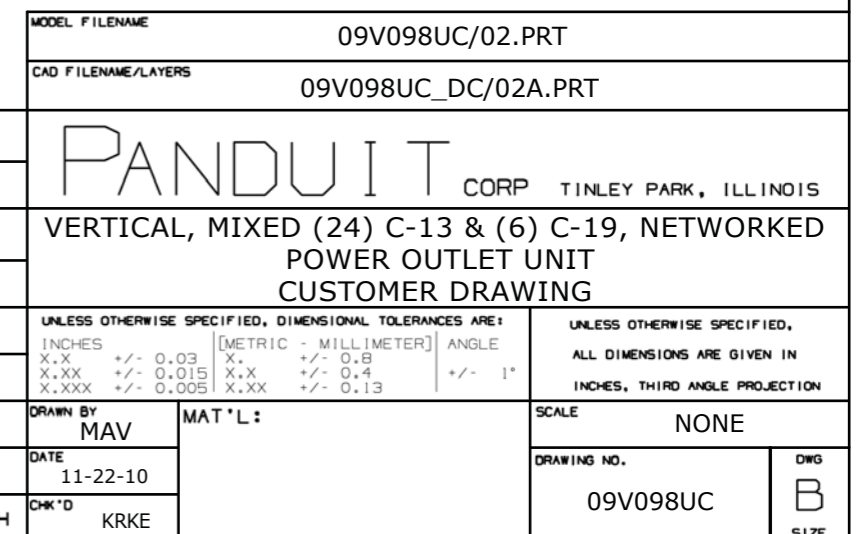 MODEL FILENAME
09V098UC/02.PRT
CAD FILENAME/LAYERS
09V098UC_DC/02A.PRT
PANDUIT CORP TINLEY PARK, ILLINOIS
VERTICAL, MIXED (24) C-13 & (6) C-19, NETWORKED
POWER OUTLET UNIT
CUSTOMER DRAWING
UNLESS OTHERWISE SPECIFIED, DIMENSIONAL TOLERANCES ARE:
INCHES [METRIC - MILLIMETER] ANGLE
X.X +/- 0.03 X. +/- 0.8
X.XX +/- 0.015 X.X +/- 0.4 +/- 1°
X.XXX +/- 0.005 X.XX +/- 0.13
UNLESS OTHERWISE SPECIFIED,
ALL DIMENSIONS ARE GIVEN IN
INCHES, THIRD ANGLE PROJECTION
DRAWN BY
MAV
MAT'L:
SCALE
NONE
DATE
11-22-10
DRAWING NO.
09V098UC
DWG
B
SIZE
CHK'D
KRKE
H